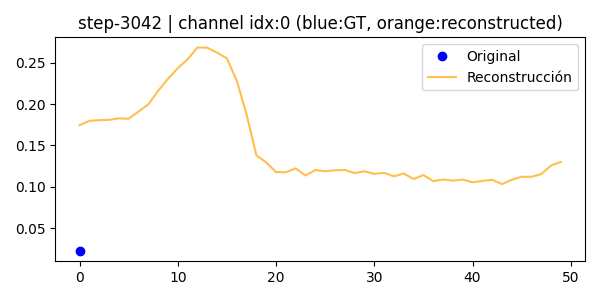 step-3042 | channel idx:0 (blue:GT, orange:reconstructed)
Original
Reconstrucción
0.25
0.20
0.15
0.10
0.05
0 10 20 30 40 50